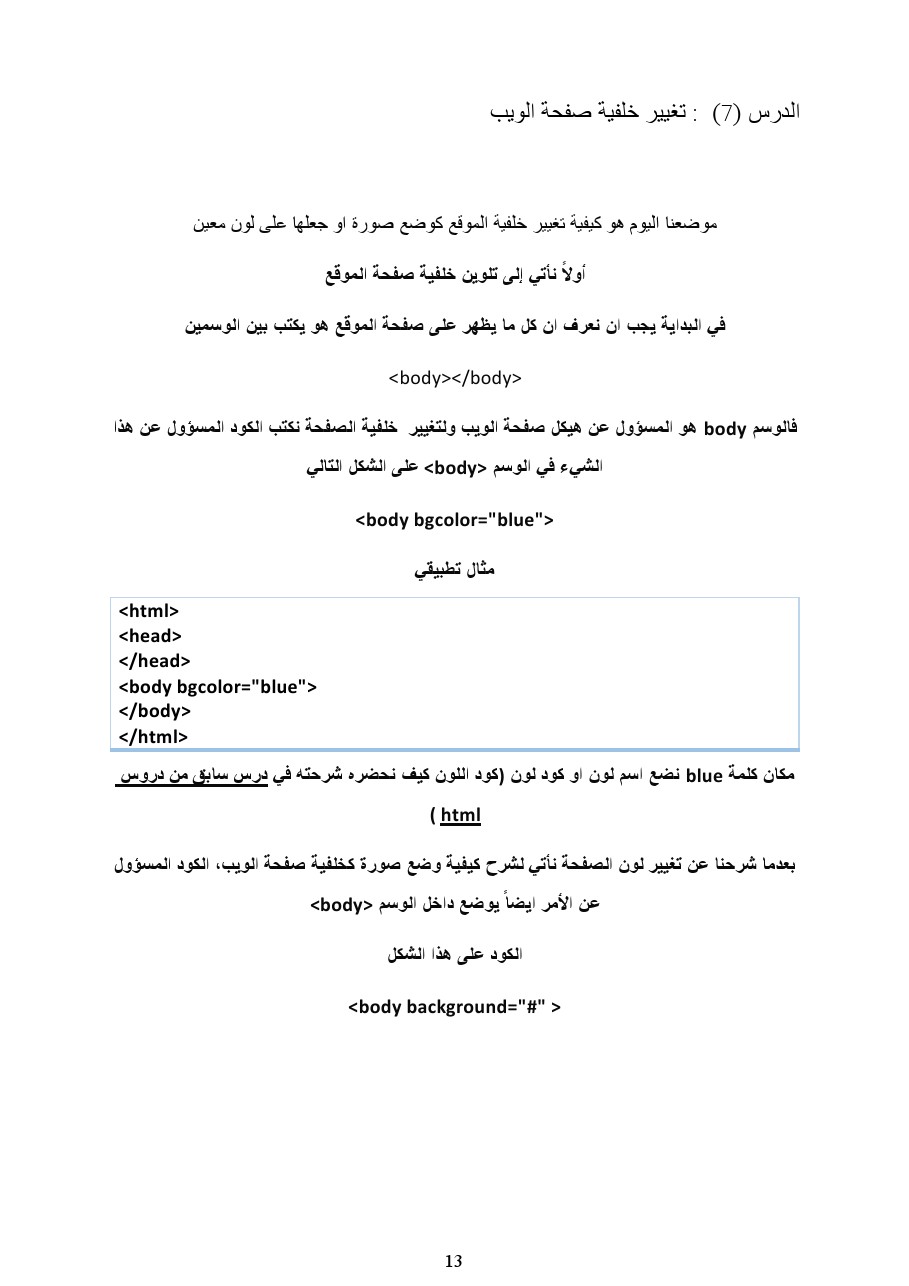 الدرس (7) : تغيير خلفية صفحة الويب
موضعنا اليوم هو كيفية تغيير خلفية الموقع كوضع صورة او جعلها على لون معين
أولاً نأتي إلى تلوين خلفية صفحة الموقع
في البداية يجب ان نعرف ان كل ما يظهر على صفحة الموقع هو يكتب بين الوسمين
<body></body>
فالوسم body هو المسؤول عن هيكل صفحة الويب ولتغيير خلفية الصفحة نكتب الكود المسؤول عن هذا
الشيء في الوسم <body> على الشكل التالي
<body bgcolor="blue">
مثال تطبيقي
<html>
<head>
</head>
<body bgcolor="blue">
</body>
</html>
مكان كلمة blue نضع اسم لون او كود لون (كود اللون كيف نحضره شرحته في درس سابق من دروس
html )
بعدما شرحنا عن تغيير لون الصفحة نأتي لشرح كيفية وضع صورة كخلفية صفحة الويب، الكود المسؤول
عن الأمر ايضاً يوضع داخل الوسم <body>
الكود على هذا الشكل
<body background="#" >
13